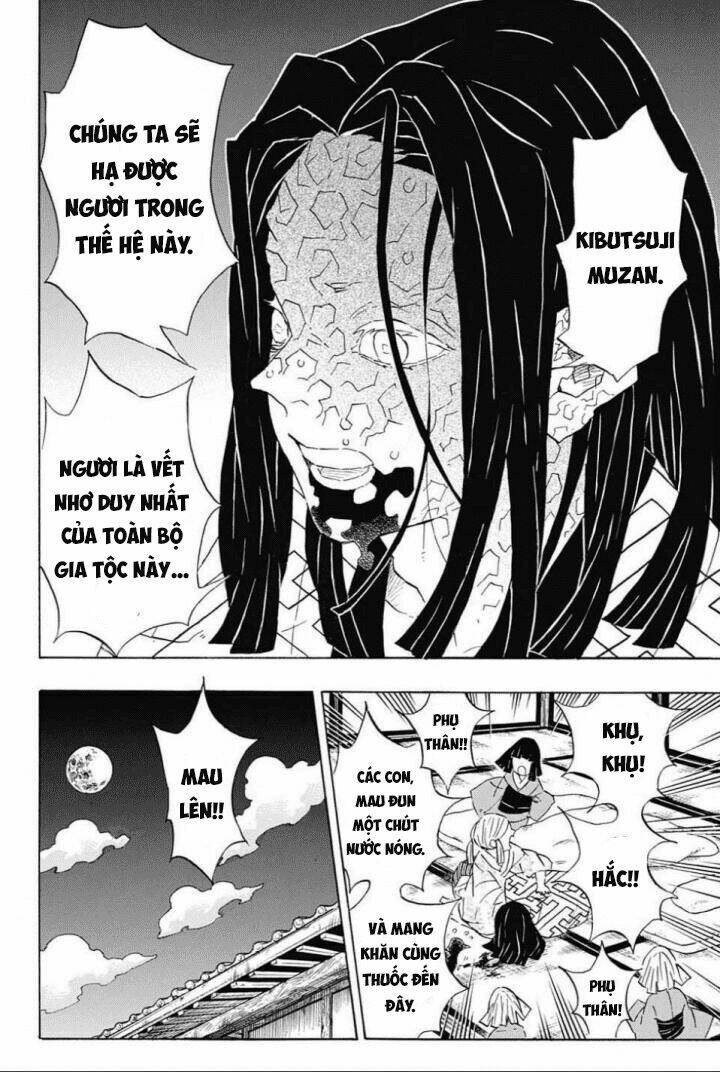 KIBUTSUJI
MUZAN.
CHÚNG TA SẼ
HẠ ĐƯỢC
NGƯƠI TRONG
THẾ HỆ NÀY.
NGƯƠI LÀ VẾT
NHƠ DUY NHẤT
CỦA TOÀN BỘ
GIA TỘC NÀY...
KHỤ,
KHỤ!
HẮC!!
PHỤ
THÂN!!
PHỤ
THÂN!
CÁC CON,
MAU ĐUN
MỘT CHÚT
NƯỚC NÓNG.
VÀ MANG
KHĂN CÙNG
THUỐC ĐẾN
ĐÂY.
MAU
LÊN!!